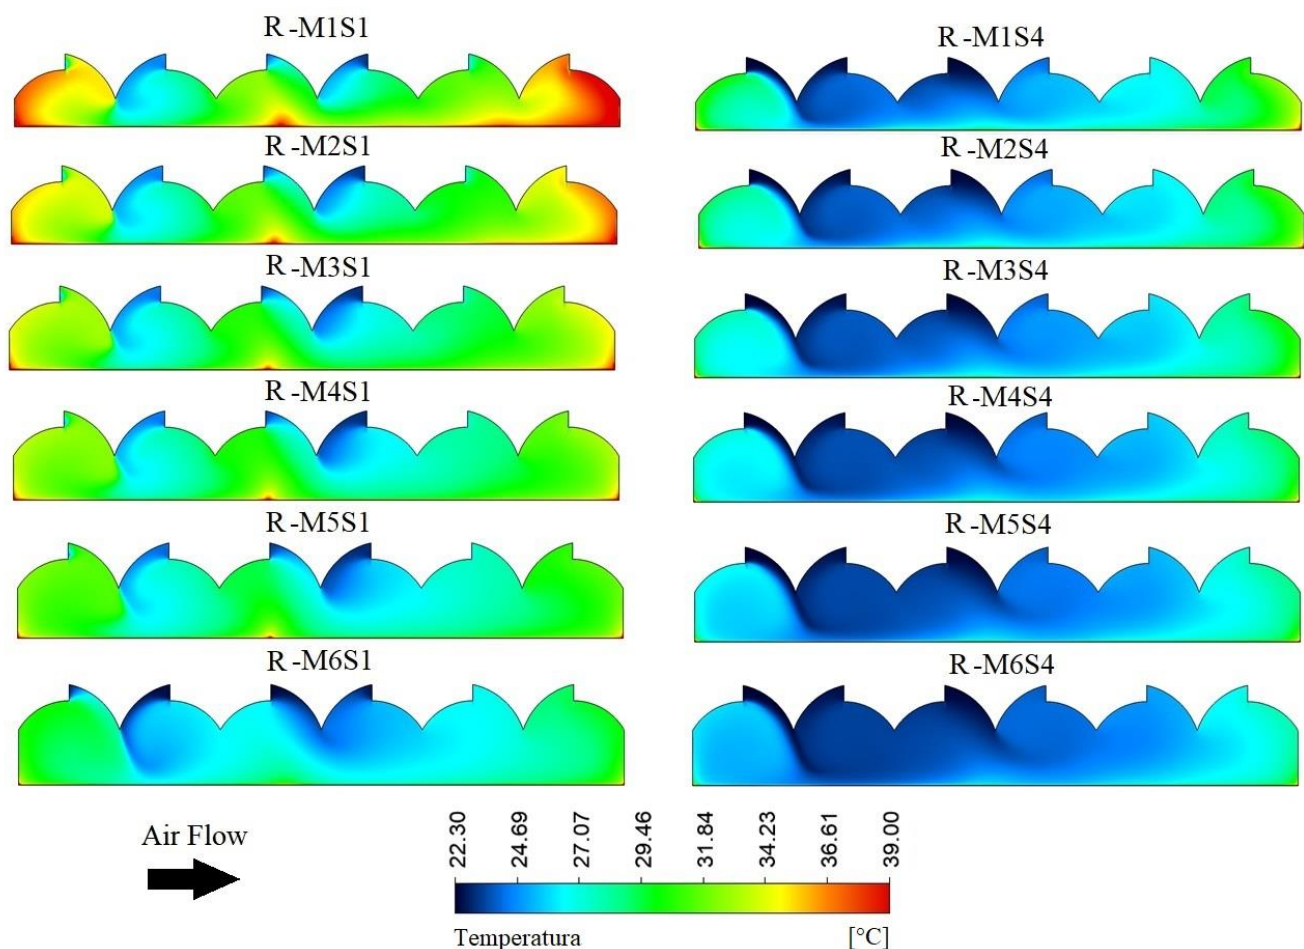 R -M1S1
R -M1S4
R -M2S1
R -M2S4
R -M3S1
R -M3S4
R -M4S1
R -M4S4
R -M5S1
R -M5S4
R -M6S1
R -M6S4
Air Flow
22.30
24.69
27.07
29.46
31.84
34.23
36.61
39.00
Temperatura [°C]